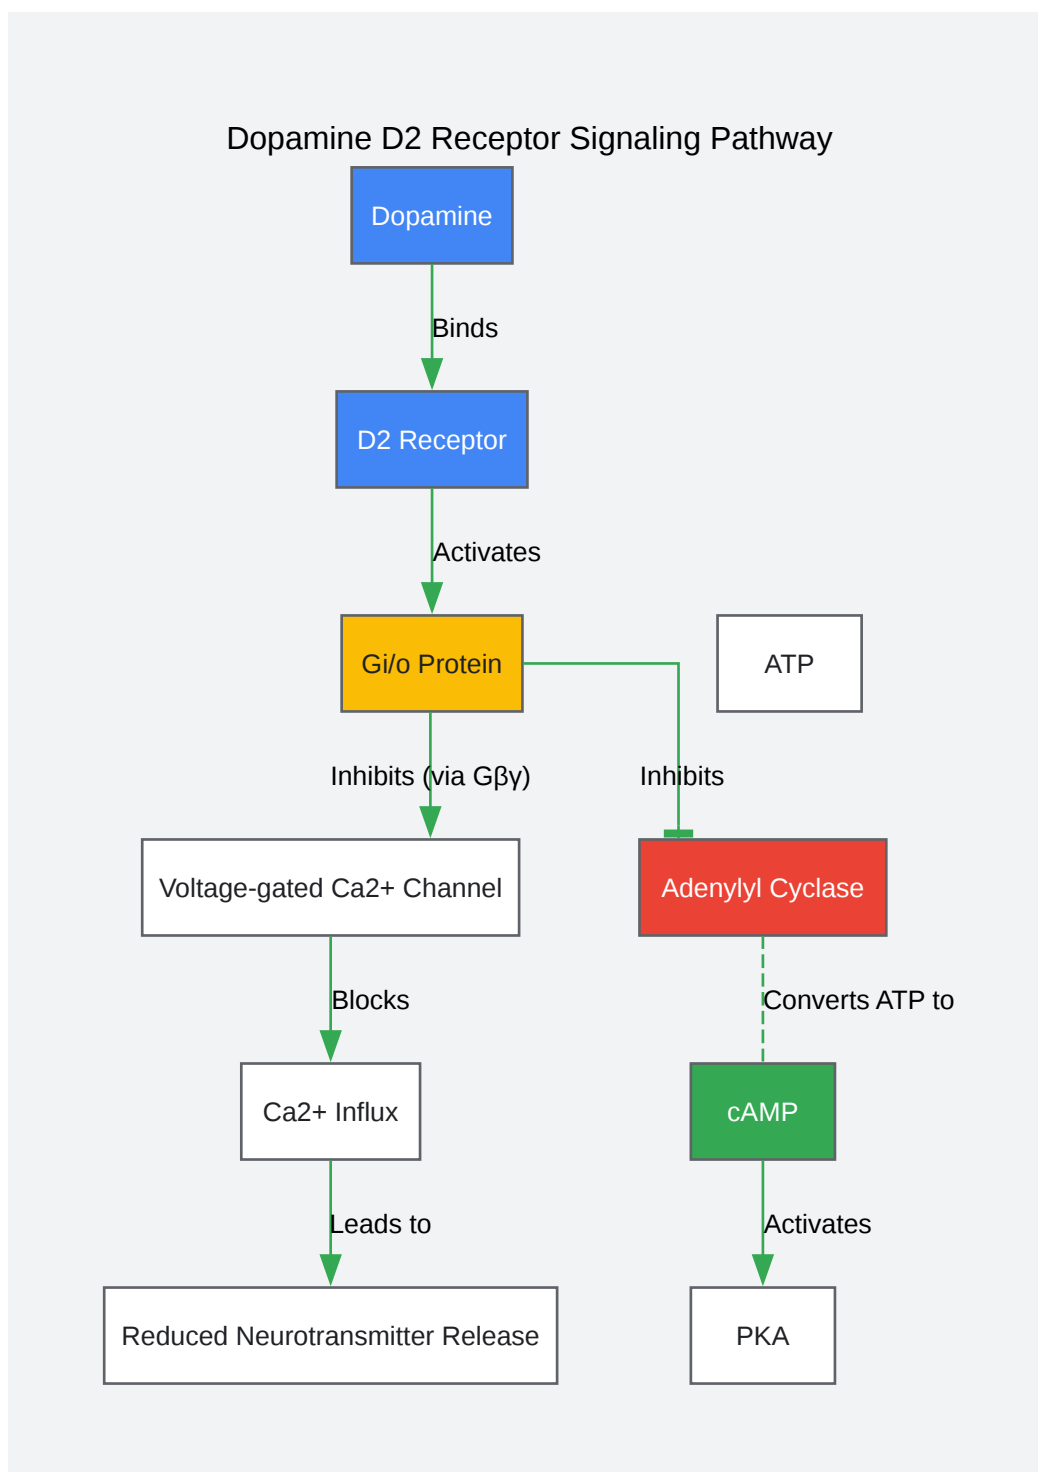 Dopamine D2 Receptor Signaling Pathway
Dopamine
Binds
D2 Receptor
Activates
Gi/o Protein
ATP
Inhibits (via Gβγ)
Inhibits
Voltage-gated Ca2+ Channel
Adenylyl Cyclase
Blocks
Converts ATP to
Ca2+ Influx
cAMP
Leads to
Activates
Reduced Neurotransmitter Release
PKA